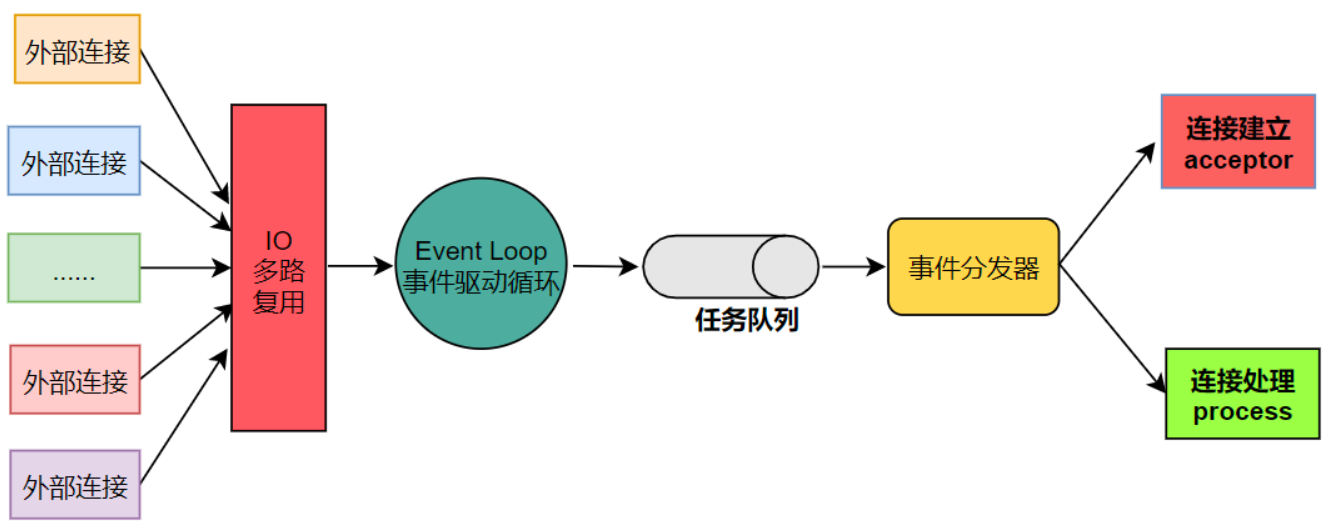 外部连接
外部连接
......
外部连接
外部连接
IO
多路
复用
Event Loop
事件驱动循环
任务队列
事件分发器
连接建立
acceptor
连接处理
process